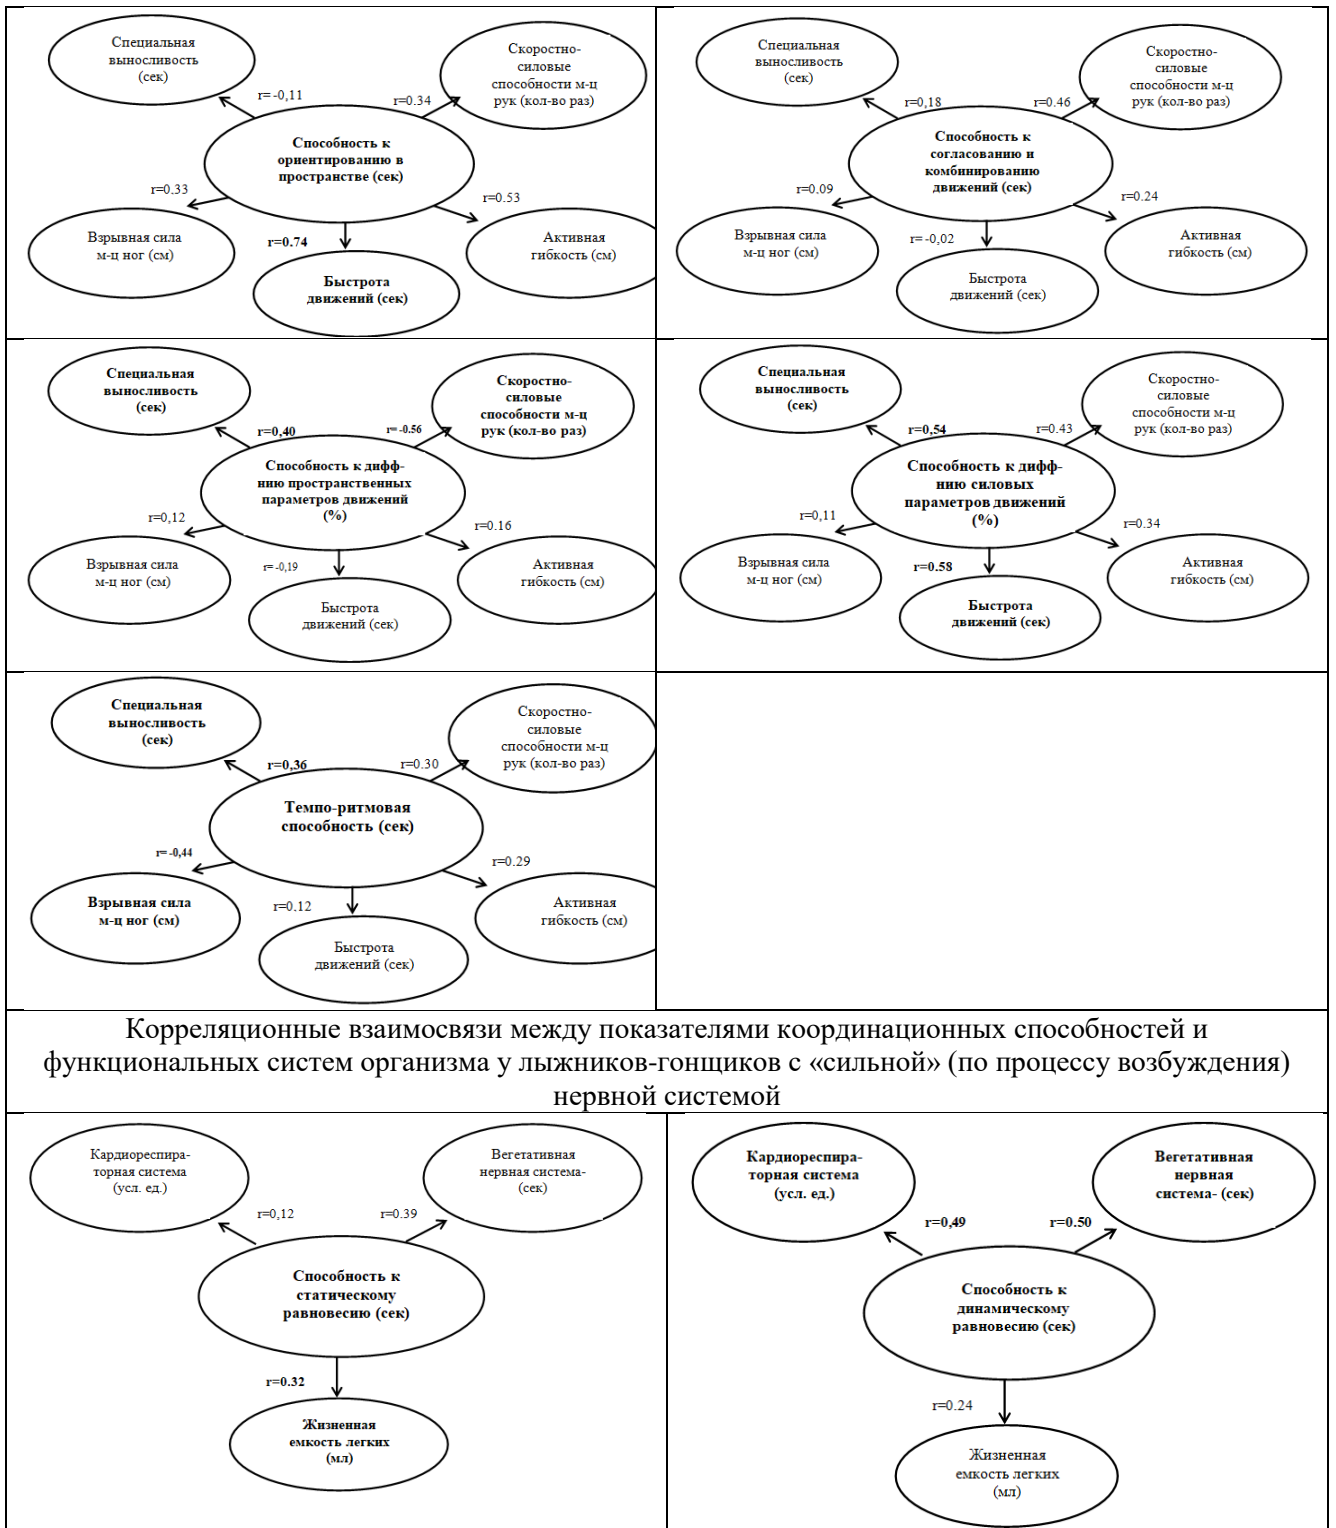 Специальная
выносливость
(сек)
Скоростно-
силовые
способности м-ц
рук (кол-во раз)
r= -0,11
r=0.34
Способность к
ориентированию в
пространстве (сек)
r=0.33
r=0.53
Взрывная сила
м-ц ног (см)
r=0.74
Активная
гибкость (см)
Быстрота
движений (сек)
Специальная
выносливость
(сек)
Скоростно-
силовые
способности м-ц
рук (кол-во раз)
r=0,18
r=0.46
Способность к
согласованию и
комбинированию
движений (сек)
r=0,09
r=0.24
Взрывная сила
м-ц ног (см)
r= -0,02
Активная
гибкость (см)
Быстрота
движений (сек)
Специальная
выносливость
(сек)
Скоростно-
силовые
способности м-ц
рук (кол-во раз)
r=0,40
r= -0.56
Способность к дифф-
нию пространственных
параметров движений
(%)
r=0,12
r=0.16
Взрывная сила
м-ц ног (см)
r= -0,19
Активная
гибкость (см)
Быстрота
движений (сек)
Специальная
выносливость
(сек)
Скоростно-
силовые
способности м-ц
рук (кол-во раз)
r=0,54
r=0.43
Способность к дифф-
нию силовых
параметров движений
(%)
r=0,11
r=0.34
Взрывная сила
м-ц ног (см)
r=0.58
Активная
гибкость (см)
Быстрота
движений (сек)
Специальная
выносливость
(сек)
Скоростно-
силовые
способности м-ц
рук (кол-во раз)
r=0,36
r=0.30
Темпо-ритмовая
способность (сек)
r= -0,44
r=0.29
Взрывная сила
м-ц ног (см)
r=0.12
Активная
гибкость (см)
Быстрота
движений (сек)
Корреляционные взаимосвязи между показателями координационных способностей и
функциональных систем организма у лыжников-гонщиков с «сильной» (по процессу возбуждения)
нервной системой
Кардиореспира-
торная система
(усл. ед.)
Вегетативная
нервная система-
(сек)
r=0,12
r=0.39
Способность к
статическому
равновесию (сек)
r=0.32
Жизненная
емкость легких
(мл)
Кардиореспира-
торная система
(усл. ед.)
Вегетативная
нервная
система- (сек)
r=0,49
r=0.50
Способность к
динамическому
равновесию (сек)
r=0.24
Жизненная
емкость легких
(мл)